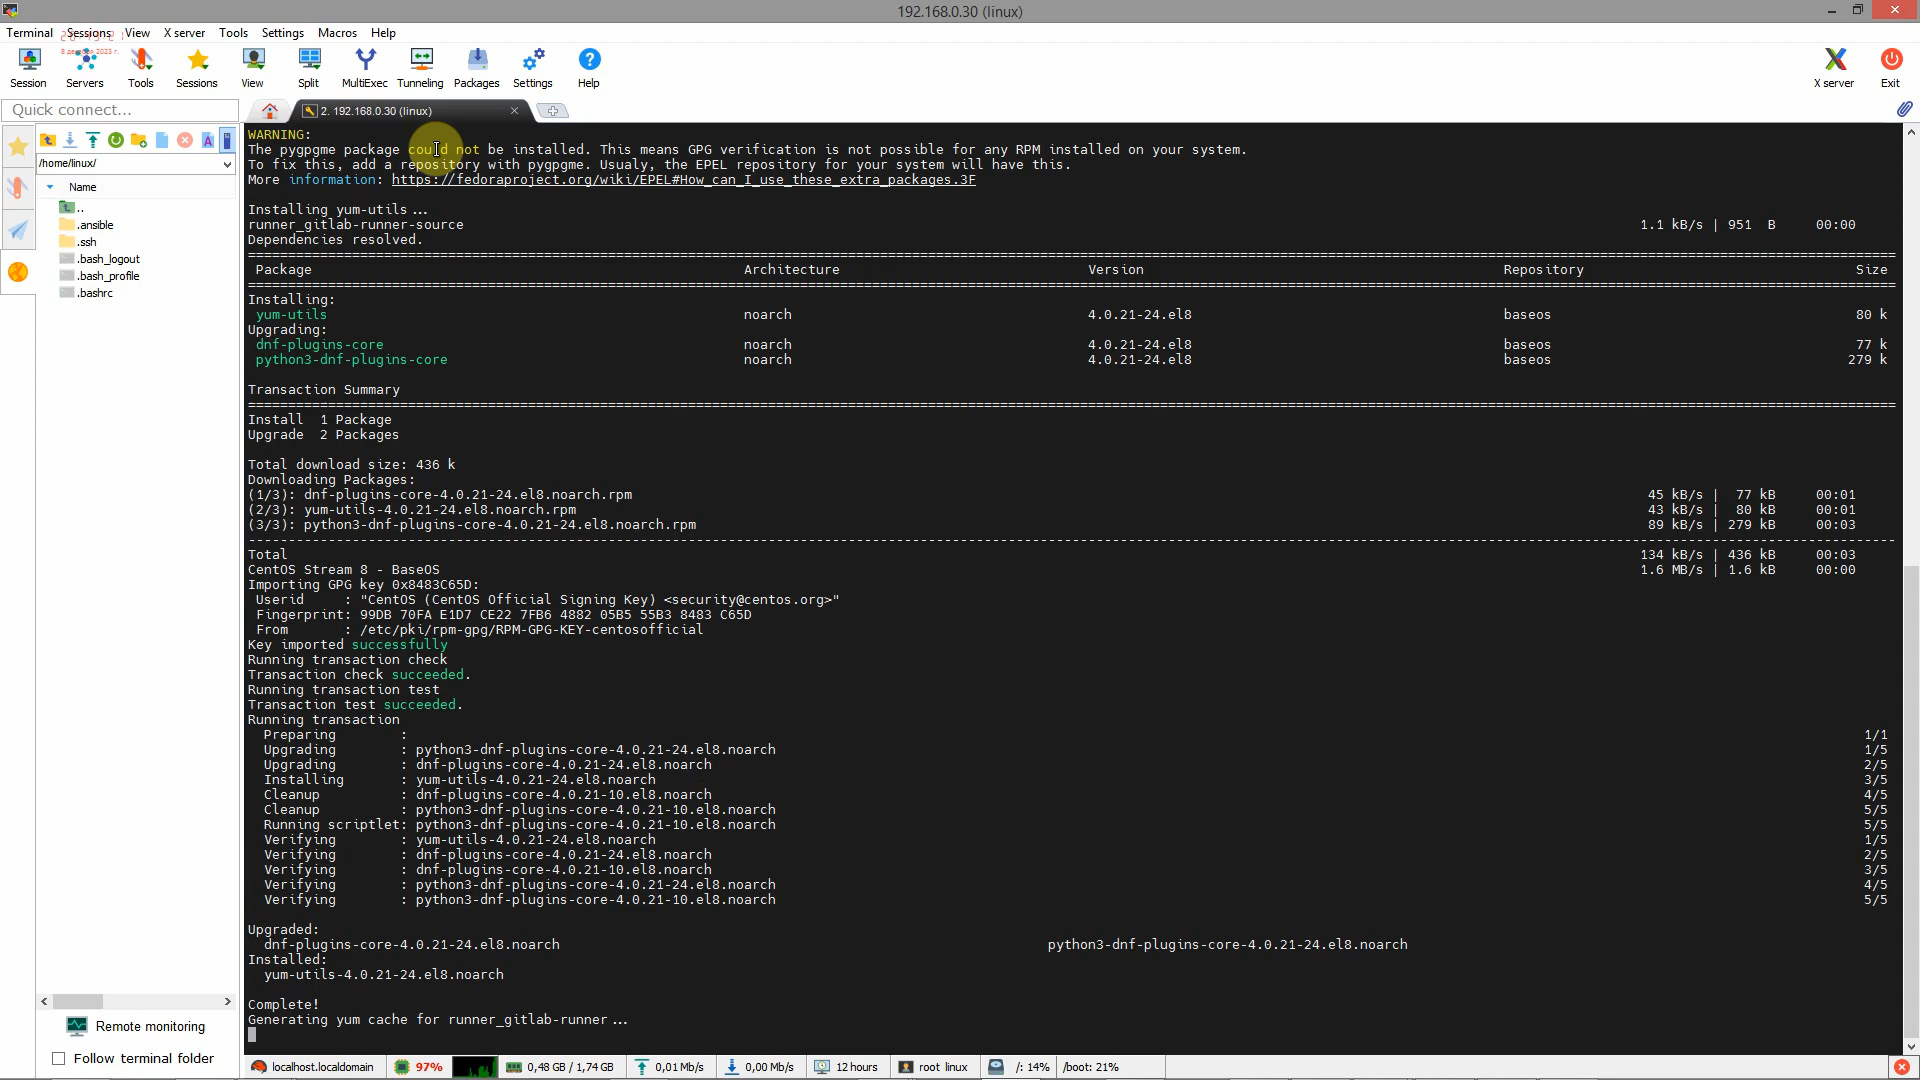 192.168.0.30 (linux)
Terminal Sessions View X server Tools Settings Macros Help
8 декабря 2023 г.
Session Servers Tools Sessions View Split MultiExec Tunneling Packages Settings Help X server Exit
Quick connect...
2. 192.168.0.30 (linux)
/home/linux/
Name
..
.ansible
.ssh
.bash_logout
.bash_profile
.bashrc
WARNING:
The pygpgme package could not be installed. This means GPG verification is not possible for any RPM installed on your system.
To fix this, add a repository with pygpgme. Usualy, the EPEL repository for your system will have this.
More information: https://fedoraproject.org/wiki/EPEL#How_can_I_use_these_extra_packages.3F
Installing yum-utils...
runner_gitlab-runner-source 1.1 kB/s | 951 B 00:00
Dependencies resolved.
Package Architecture Version Repository Size
Installing:
yum-utils noarch 4.0.21-24.el8 baseos 80 k
Upgrading:
dnf-plugins-core noarch 4.0.21-24.el8 baseos 77 k
python3-dnf-plugins-core noarch 4.0.21-24.el8 baseos 279 k
Transaction Summary
Install 1 Package
Upgrade 2 Packages
Total download size: 436 k
Downloading Packages:
(1/3): dnf-plugins-core-4.0.21-24.el8.noarch.rpm 45 kB/s | 77 kB 00:01
(2/3): yum-utils-4.0.21-24.el8.noarch.rpm 43 kB/s | 80 kB 00:01
(3/3): python3-dnf-plugins-core-4.0.21-24.el8.noarch.rpm 89 kB/s | 279 kB 00:03
Total 134 kB/s | 436 kB 00:03
CentOS Stream 8 - BaseOS 1.6 MB/s | 1.6 kB 00:00
Importing GPG key 0x8483C65D:
Userid : "CentOS (CentOS Official Signing Key) <security@centos.org>"
Fingerprint: 99DB 70FA E1D7 CE22 7FB6 4882 05B5 55B3 8483 C65D
From : /etc/pki/rpm-gpg/RPM-GPG-KEY-centosofficial
Key imported successfully
Running transaction check
Transaction check succeeded.
Running transaction test
Transaction test succeeded.
Running transaction
Preparing : 1/1
Upgrading : python3-dnf-plugins-core-4.0.21-24.el8.noarch 1/5
Upgrading : dnf-plugins-core-4.0.21-24.el8.noarch 2/5
Installing : yum-utils-4.0.21-24.el8.noarch 3/5
Cleanup : dnf-plugins-core-4.0.21-10.el8.noarch 4/5
Cleanup : python3-dnf-plugins-core-4.0.21-10.el8.noarch 5/5
Running scriptlet: python3-dnf-plugins-core-4.0.21-10.el8.noarch 5/5
Verifying : yum-utils-4.0.21-24.el8.noarch 1/5
Verifying : dnf-plugins-core-4.0.21-24.el8.noarch 2/5
Verifying : dnf-plugins-core-4.0.21-10.el8.noarch 3/5
Verifying : python3-dnf-plugins-core-4.0.21-24.el8.noarch 4/5
Verifying : python3-dnf-plugins-core-4.0.21-10.el8.noarch 5/5
Upgraded:
dnf-plugins-core-4.0.21-24.el8.noarch python3-dnf-plugins-core-4.0.21-24.el8.noarch
Installed:
yum-utils-4.0.21-24.el8.noarch
Complete!
Generating yum cache for runner_gitlab-runner...
Remote monitoring
Follow terminal folder
localhost.localdomain 97% 0,48 GB / 1,74 GB 0,01 Mb/s 0,00 Mb/s 12 hours root linux /: 14% /boot: 21%